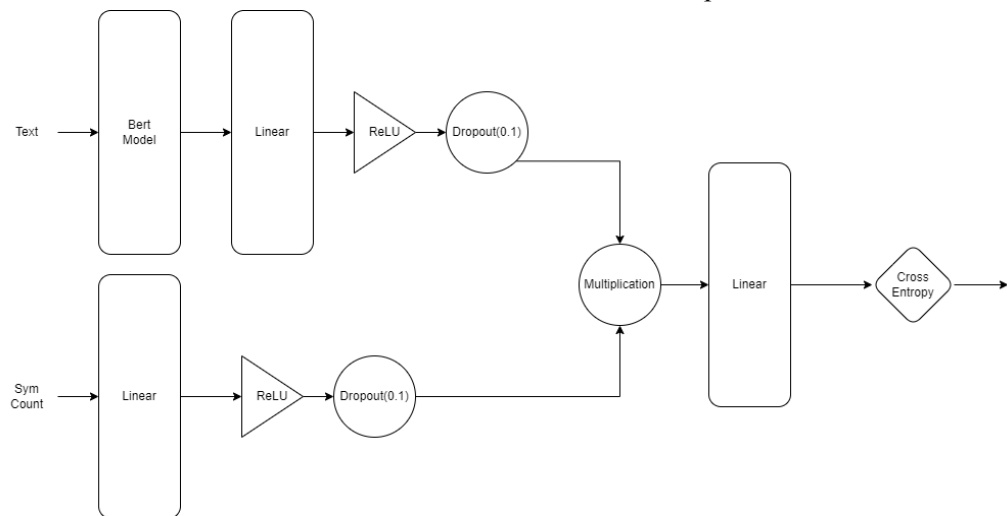 Text
Bert
Model
Linear
ReLU
Dropout(0.1)
Multiplication
Linear
Cross
Entropy
Sym
Count
Linear
ReLU
Dropout(0.1)